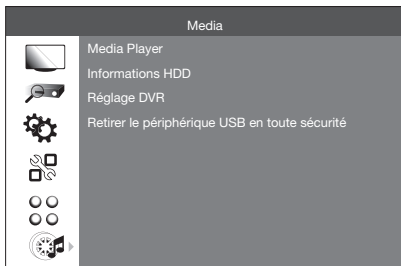 Media
Media Player
Informations HDD
Réglage DVR
Retirer le périphérique USB en toute sécurité